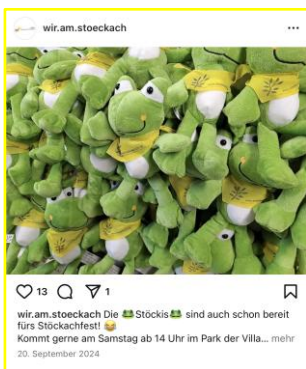 wir.am.stoeckach
13 1
wir.am.stoeckach Die 🐸Stöckis🐸 sind auch schon bereit
fürs Stöckachfest! 😂
Kommt gerne am Samstag ab 14 Uhr im Park der Villa... mehr
20. September 2024